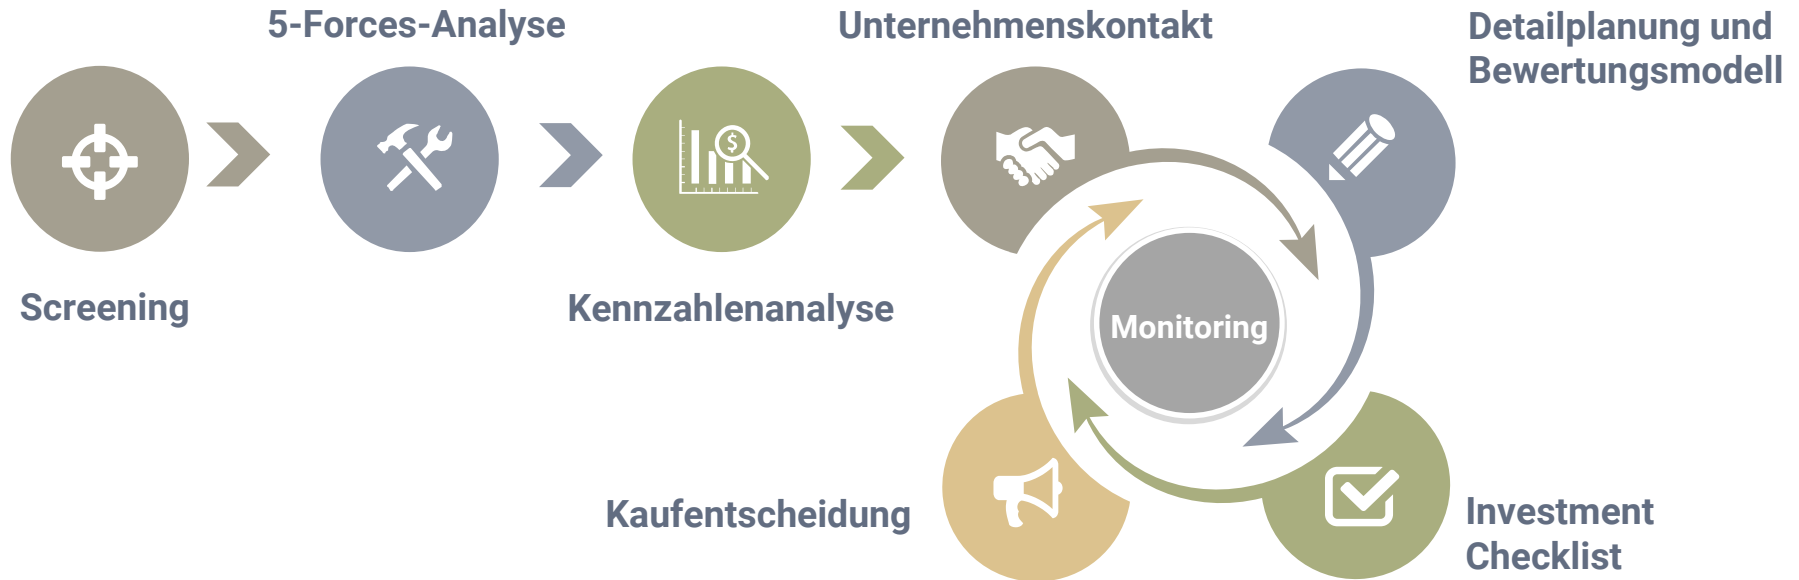 5-Forces-Analyse
Unternehmenskontakt
Detailplanung und
Bewertungsmodell
$
Screening
Kennzahlenanalyse
Monitoring
Kaufentscheidung
Investment
Checklist